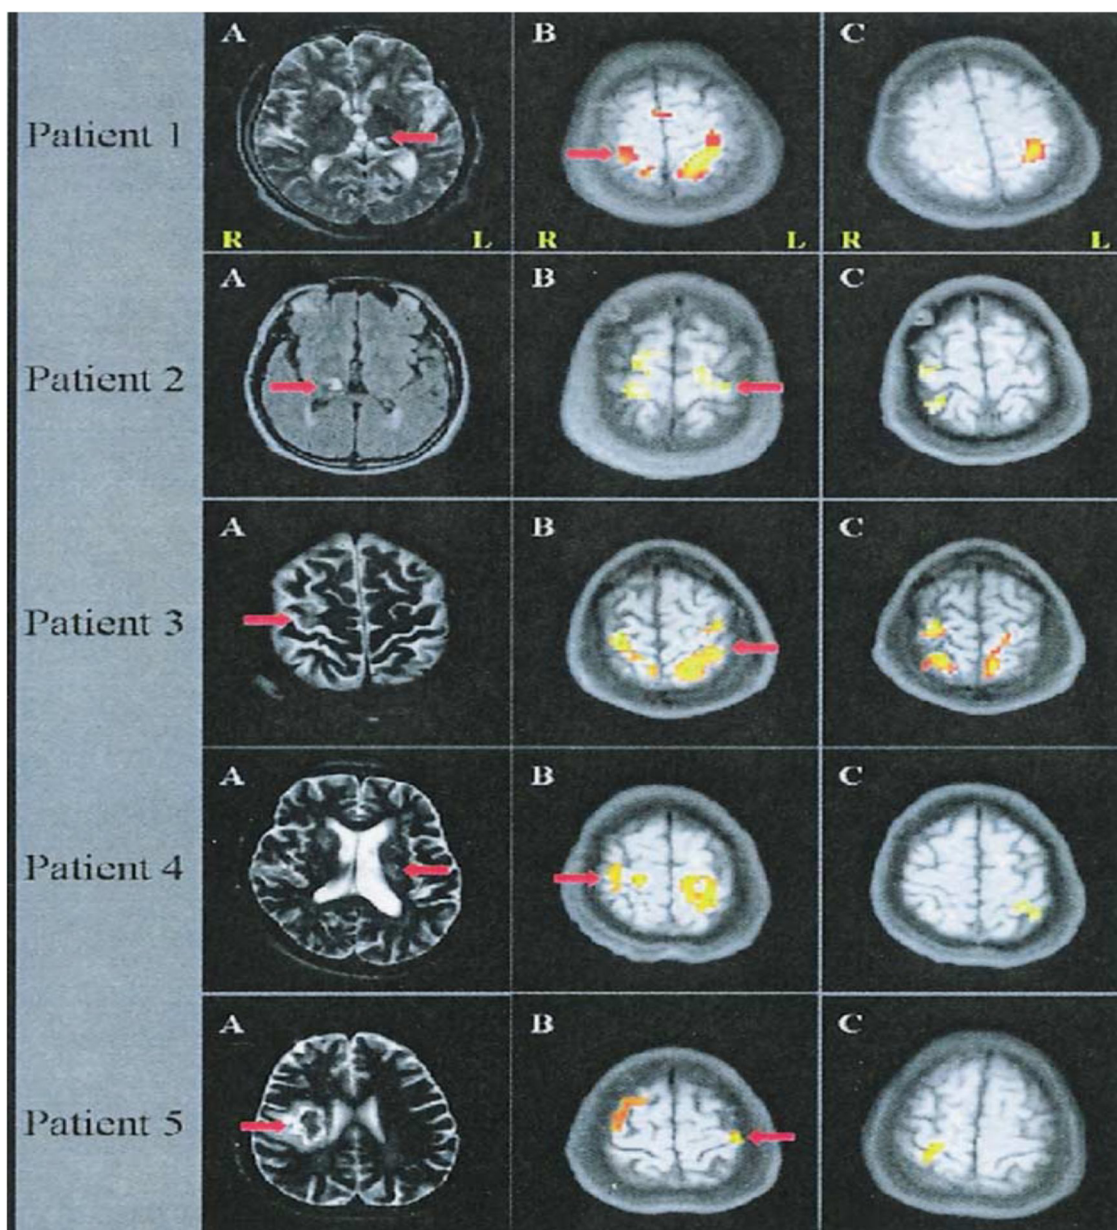 A B C
Patient 1
R L R L R L
A B C
Patient 2
A B C
Patient 3
A B C
Patient 4
A B C
Patient 5